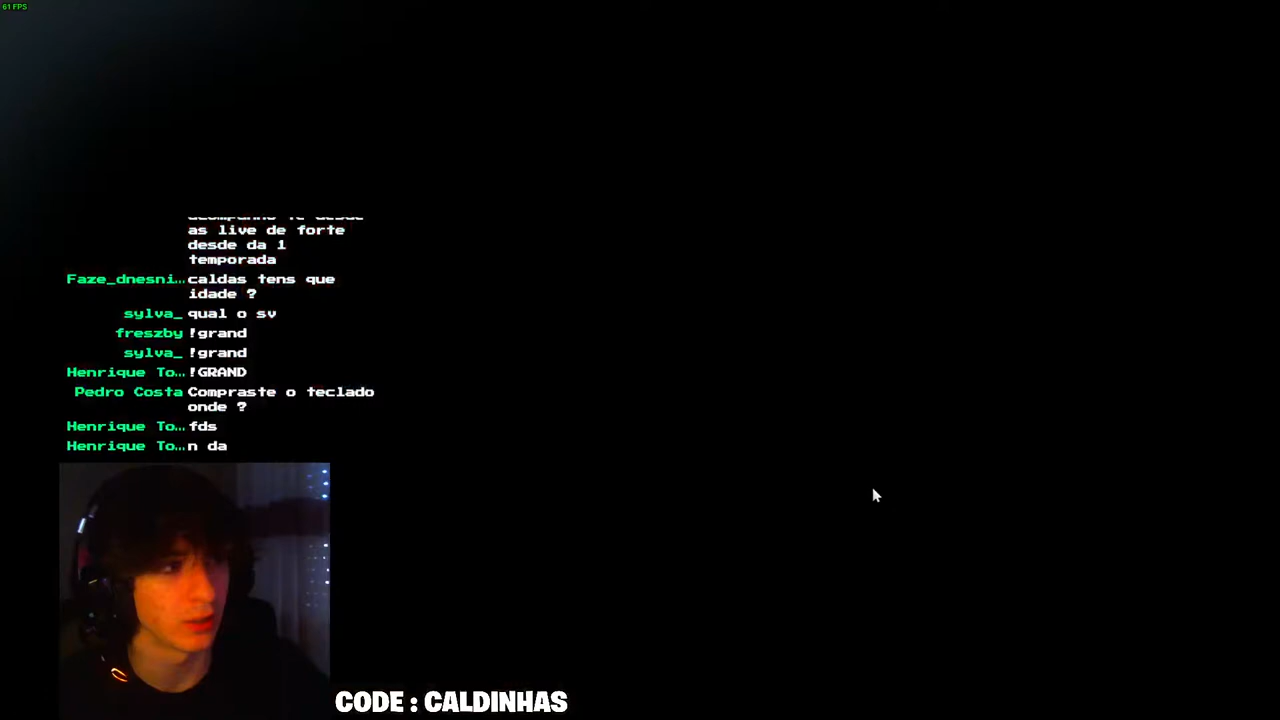 61 FPS
as live de forte
desde da 1
temporada
Faze_dnesni… caldas tens que
idade ?
sylva_ qual o sv
freszby !grand
sylva_ !grand
Henrique To… !GRAND
Pedro Costa Compraste o teclado
onde ?
Henrique To… fds
Henrique To… n da
CODE : CALDINHAS